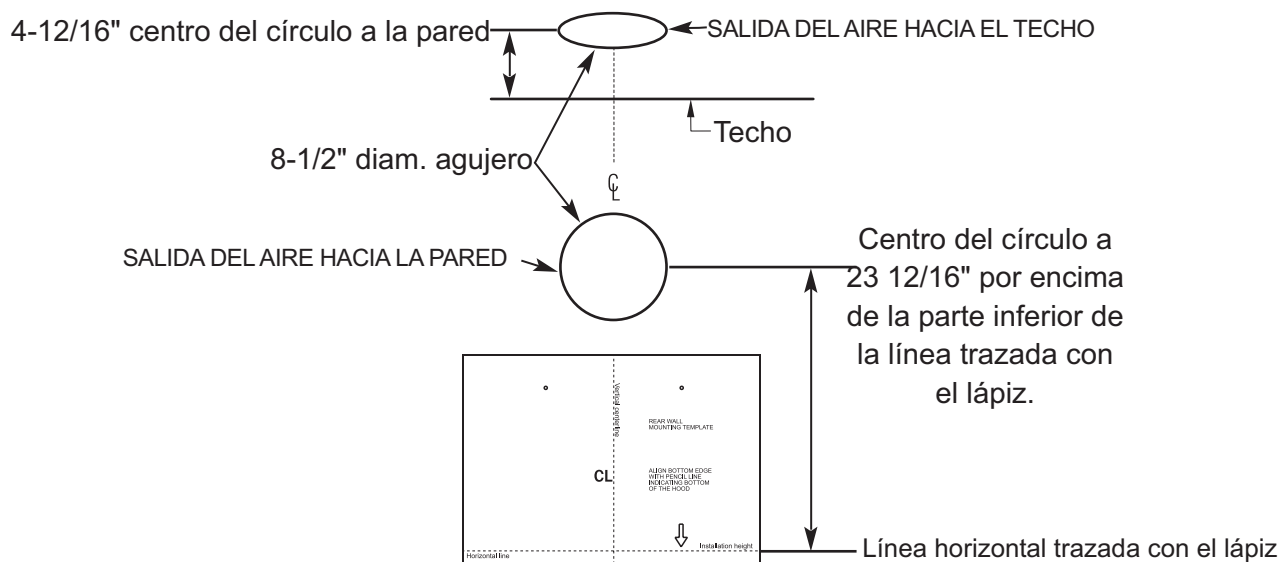 4-12/16" centro del círculo a la pared
SALIDA DEL AIRE HACIA EL TECHO
Techo
8-1/2" diam. agujero
CL
SALIDA DEL AIRE HACIA LA PARED
Centro del círculo a
23 12/16" por encima
de la parte inferior de
la línea trazada con
el lápiz.
Vertical centerline
REAR WALL
MOUNTING TEMPLATE
CL
ALIGN BOTTOM EDGE
WITH PENCIL LINE
INDICATING BOTTOM
OF THE HOOD
Installation height
Horizontal line
Línea horizontal trazada con el lápiz